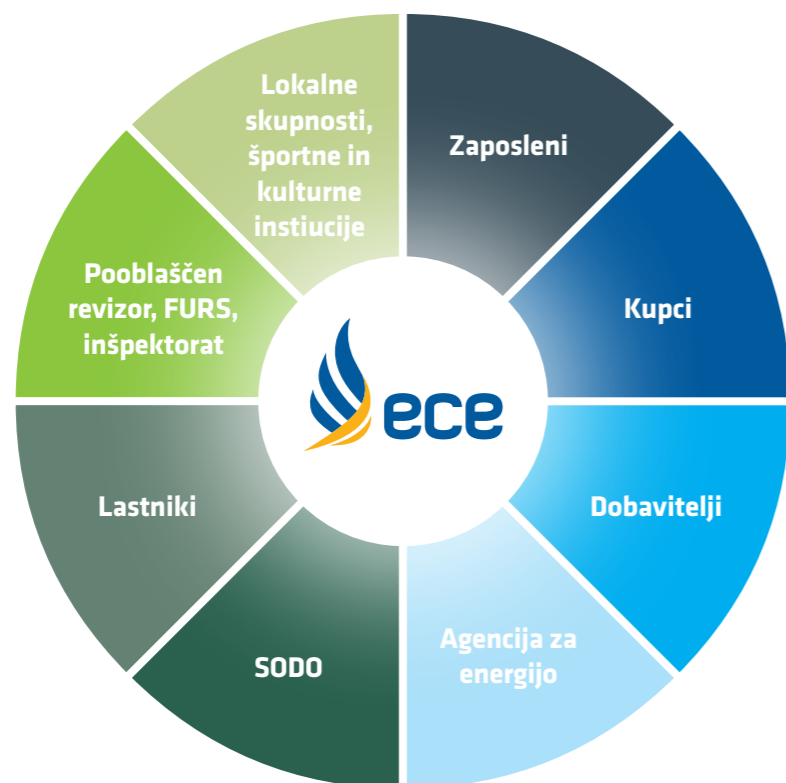 Lokalne
skupnosti,
športne in
kulturne
instiucije
Zaposleni
Kupci
Dobavitelji
Agencija za
energijo
SODO
Lastniki
Pooblaščen
revizor, FURS,
inšpektorat
ece